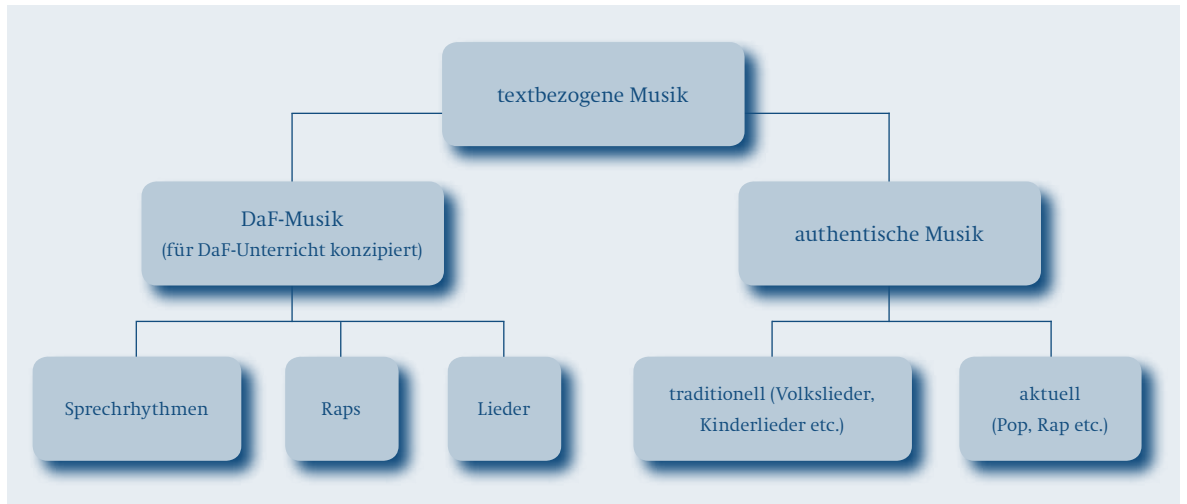 textbezogene Musik
DaF-Musik
(für DaF-Unterricht konzipiert)
authentische Musik
Sprechrhythmen
Raps
Lieder
traditionell (Volkslieder,
Kinderlieder etc.)
aktuell
(Pop, Rap etc.)